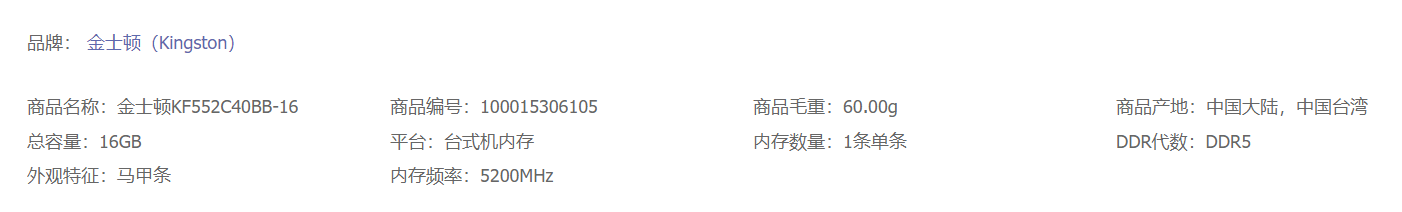 品牌： 金士顿（Kingston）
商品名称：金士顿KF552C40BB-16 商品编号：100015306105 商品毛重：60.00g 商品产地：中国大陆，中国台湾
总容量：16GB 平台：台式机内存 内存数量：1条单条 DDR代数：DDR5
外观特征：马甲条 内存频率：5200MHz